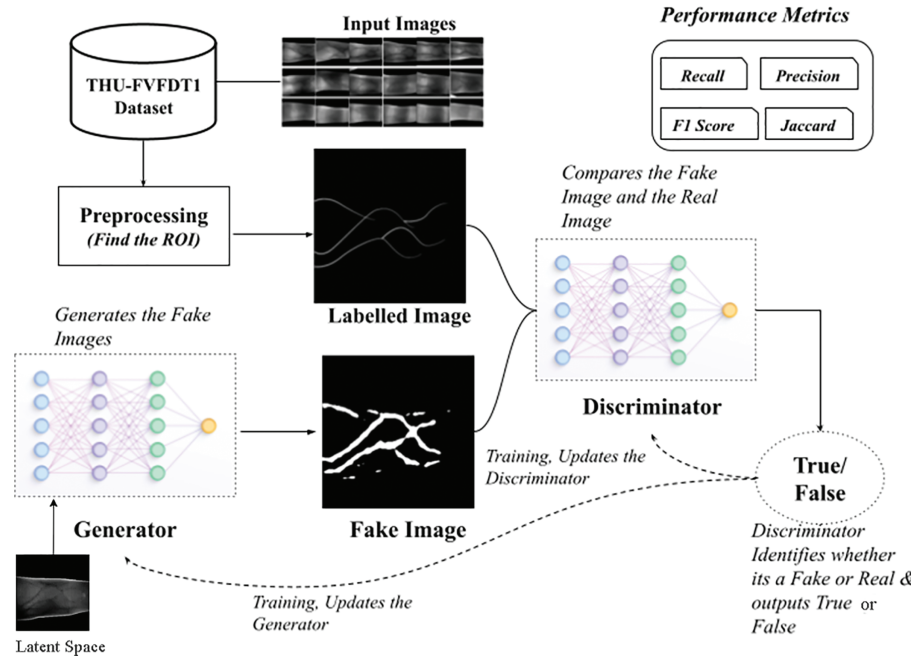 Input Images
THU-FVFDT1
Dataset
Performance Metrics
Recall
Precision
F1 Score
Jaccard
Preprocessing
(Find the ROI)
Labelled Image
Compares the Fake
Image and the Real
Image
Generates the Fake
Images
Generator
Latent Space
Fake Image
Discriminator
Training, Updates the
Discriminator
Training, Updates the
Generator
True/
False
Discriminator
Identifies whether
its a Fake or Real &
outputs True or
False